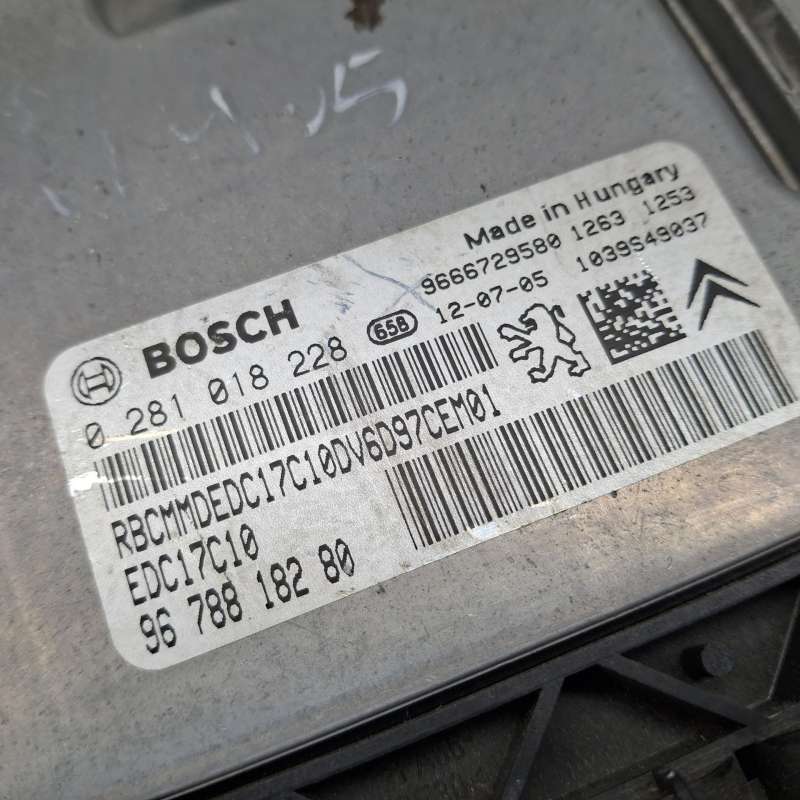 Made in Hungary
9666729580 1263 1253
BOSCH 658 12-07-05 1039S49037
0 281 018 228
RBCMMDEDC17C10DV6D97CEM01
EDC17C10
96 788 182 80